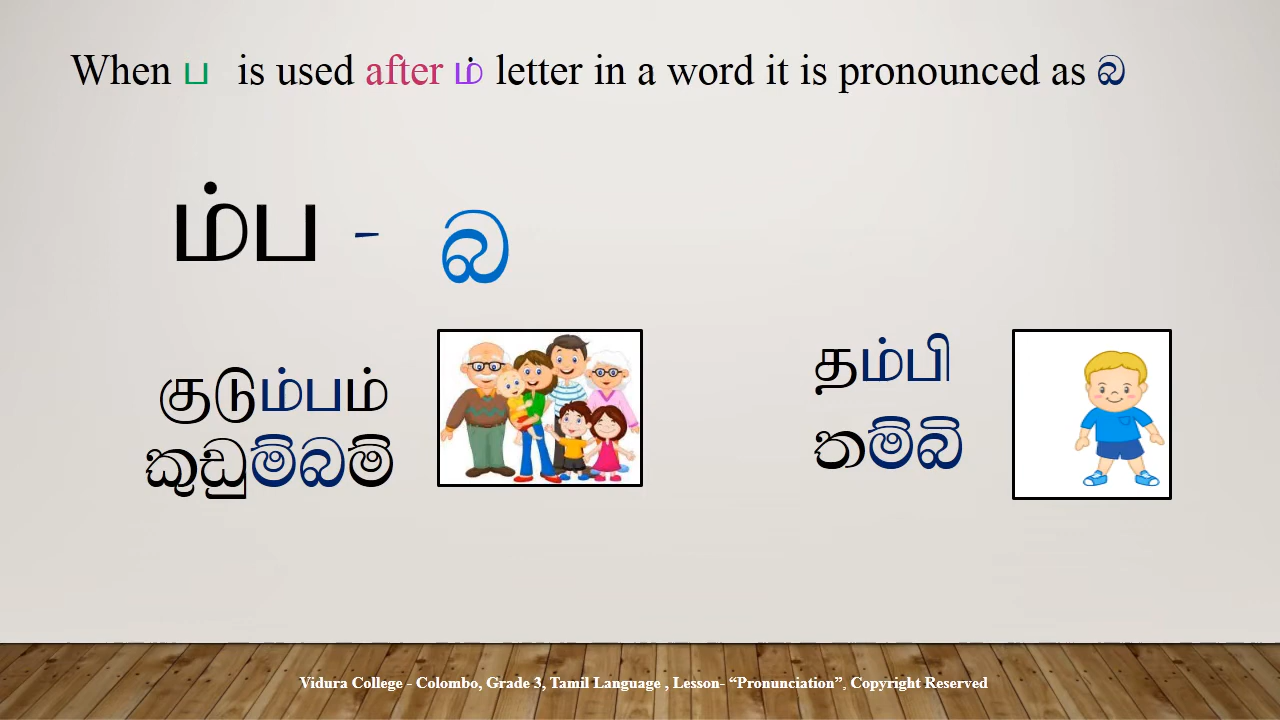 When ப is used after ம் letter in a word it is pronounced as බ
ம்ப - බ
குடும்பம்
කුඩුම්බම්
தம்பி
තම්බි
Vidura College - Colombo, Grade 3, Tamil Language , Lesson- “Pronunciation”, Copyright Reserved